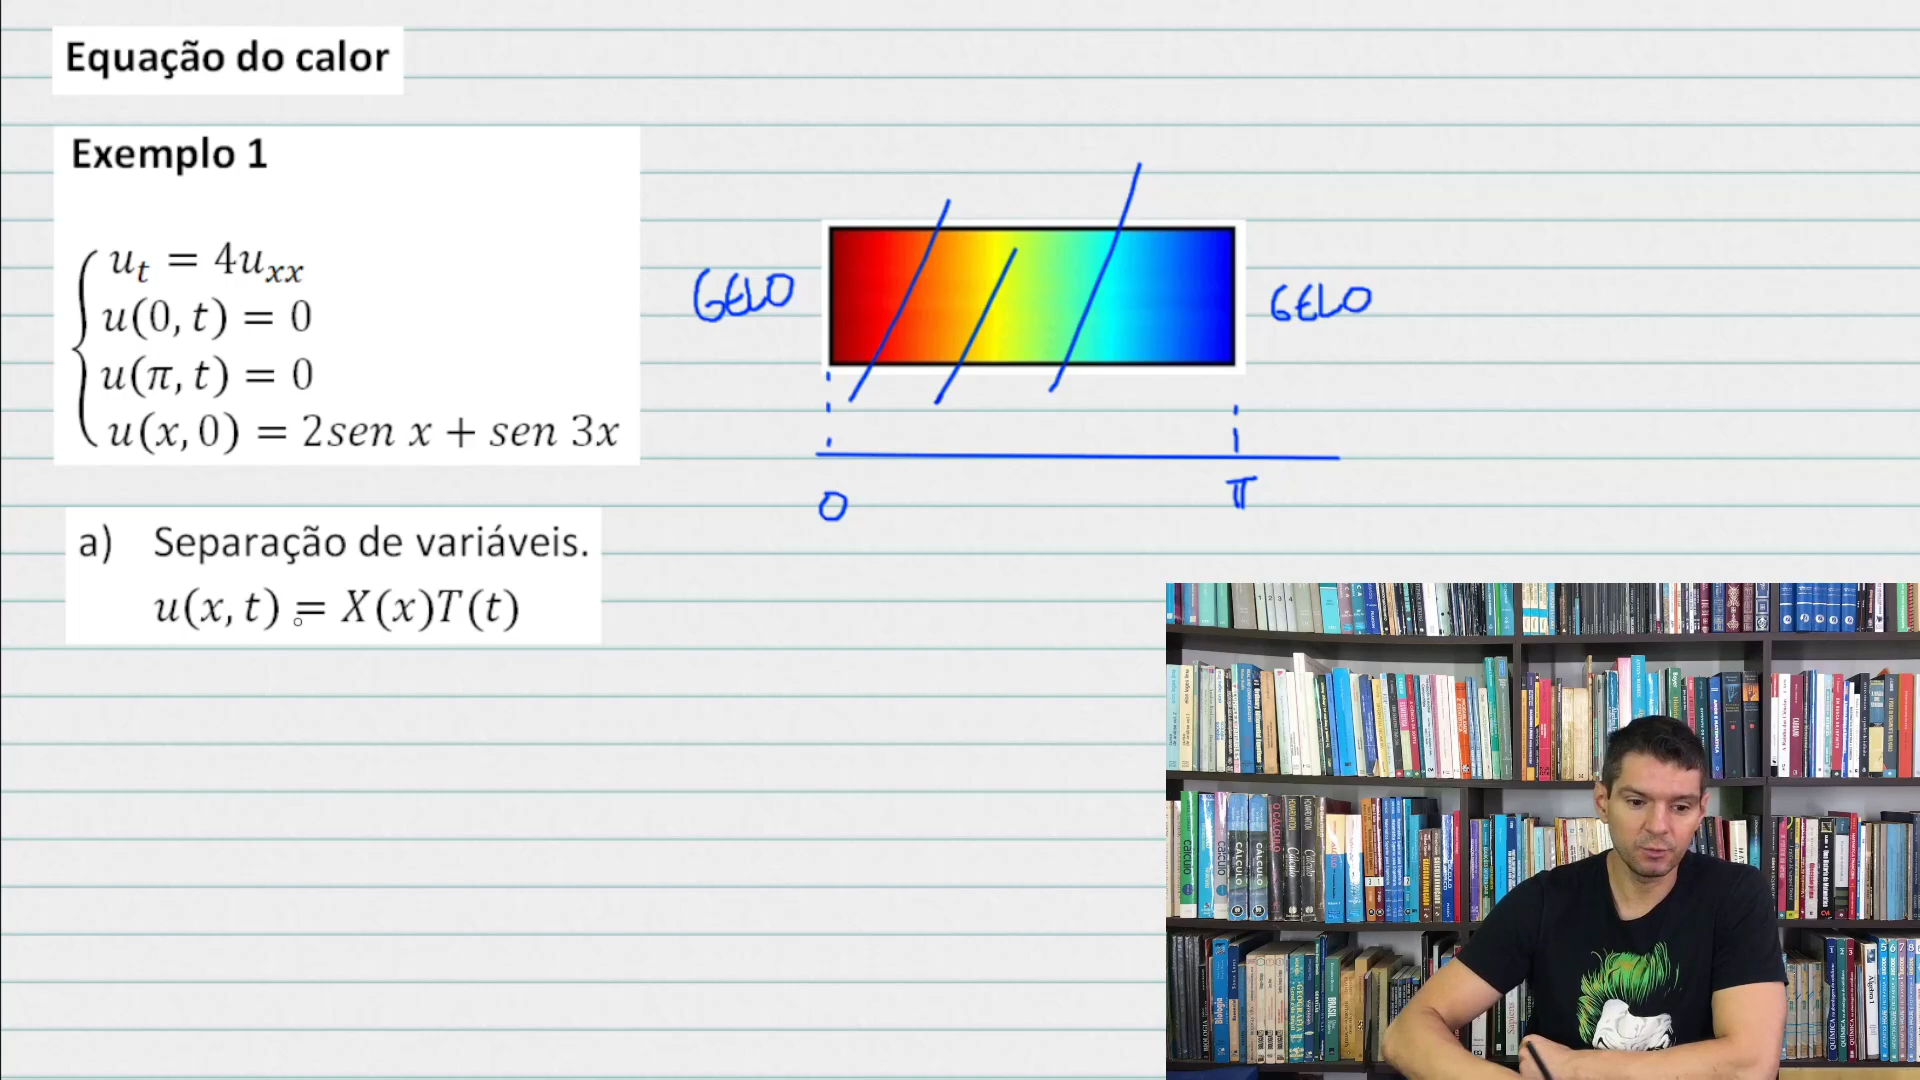 Equação do calor
Exemplo 1
u_t = 4u_xx
u(0, t) = 0
u(π, t) = 0
u(x, 0) = 2sen x + sen 3x
GELO
GELO
0
π
a) Separação de variáveis.
u(x, t) = X(x)T(t)